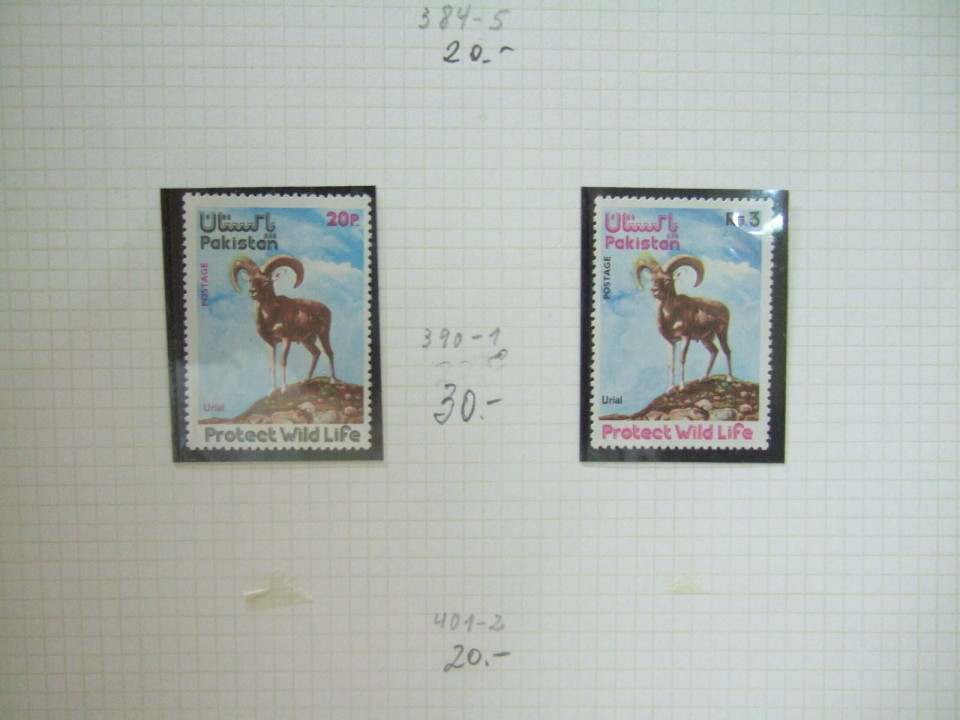 384-5
20.-
پاکستان
20P.
Pakistan
POSTAGE
Urial
Protect Wild Life
390-1
30.-
پاکستان
Rs.3
Pakistan
POSTAGE
Urial
Protect Wild Life
401-2
20.-